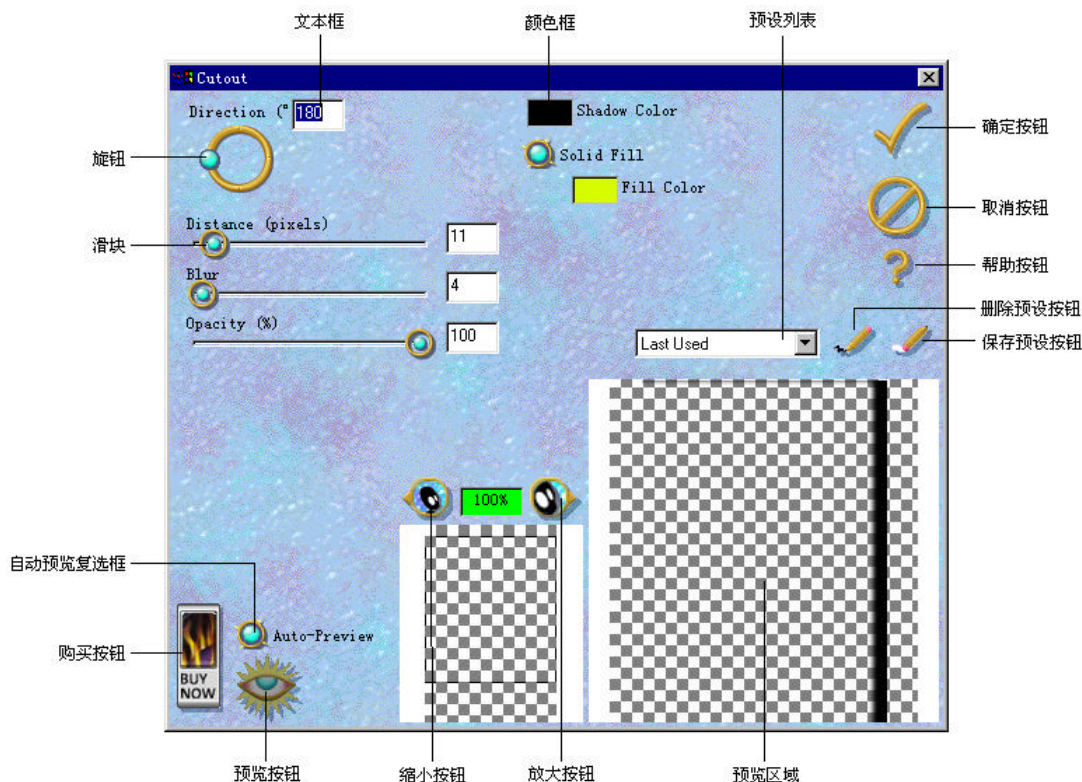 文本框
颜色框
预设列表
Cutout
Direction (°
180
Shadow Color
确定按钮
旋钮
Solid Fill
Fill Color
取消按钮
Distance (pixels)
11
滑块
帮助按钮
Blur
4
删除预设按钮
Opacity (%)
100
Last Used
保存预设按钮
100%
自动预览复选框
Auto-Preview
购买按钮
BUY
NOW
预览按钮
缩小按钮
放大按钮
预览区域